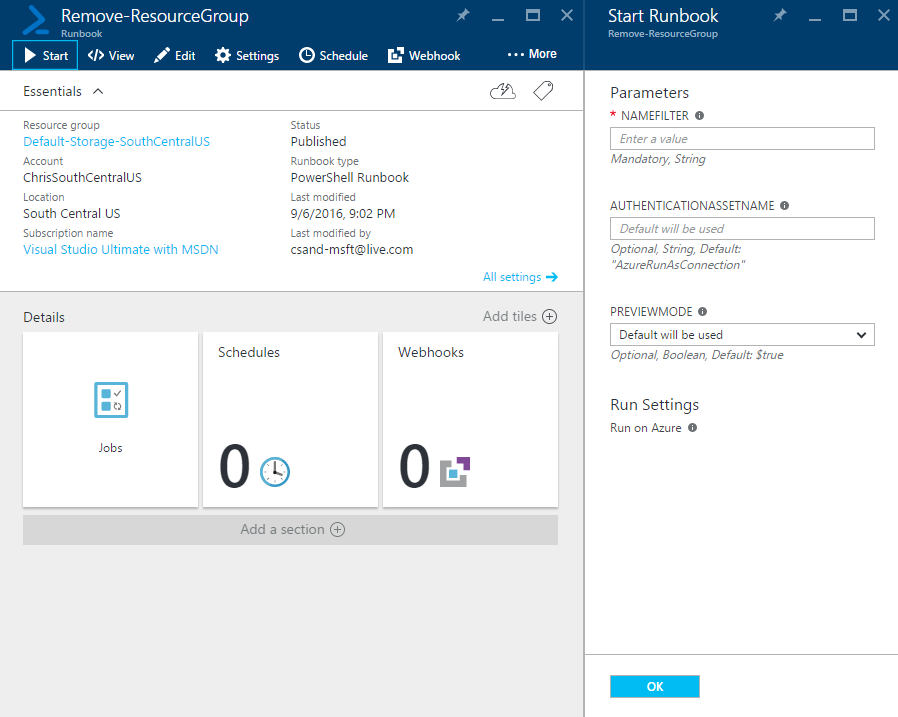 Remove-ResourceGroup
Runbook
Start
View
Edit
Settings
Schedule
Webhook
More
Essentials
Resource group
Default-Storage-SouthCentralUS
Account
ChrisSouthCentralUS
Location
South Central US
Subscription name
Visual Studio Ultimate with MSDN
Status
Published
Runbook type
PowerShell Runbook
Last modified
9/6/2016, 9:02 PM
Last modified by
csand-msft@live.com
All settings
Details
Add tiles
Jobs
Schedules
0
Webhooks
0
Add a section
Start Runbook
Remove-ResourceGroup
Parameters
* NAMEFILTER
Enter a value
Mandatory, String
AUTHENTICATIONASSETNAME
Default will be used
Optional, String, Default:
"AzureRunAsConnection"
PREVIEWMODE
Default will be used
Optional, Boolean, Default: $true
Run Settings
Run on Azure
OK